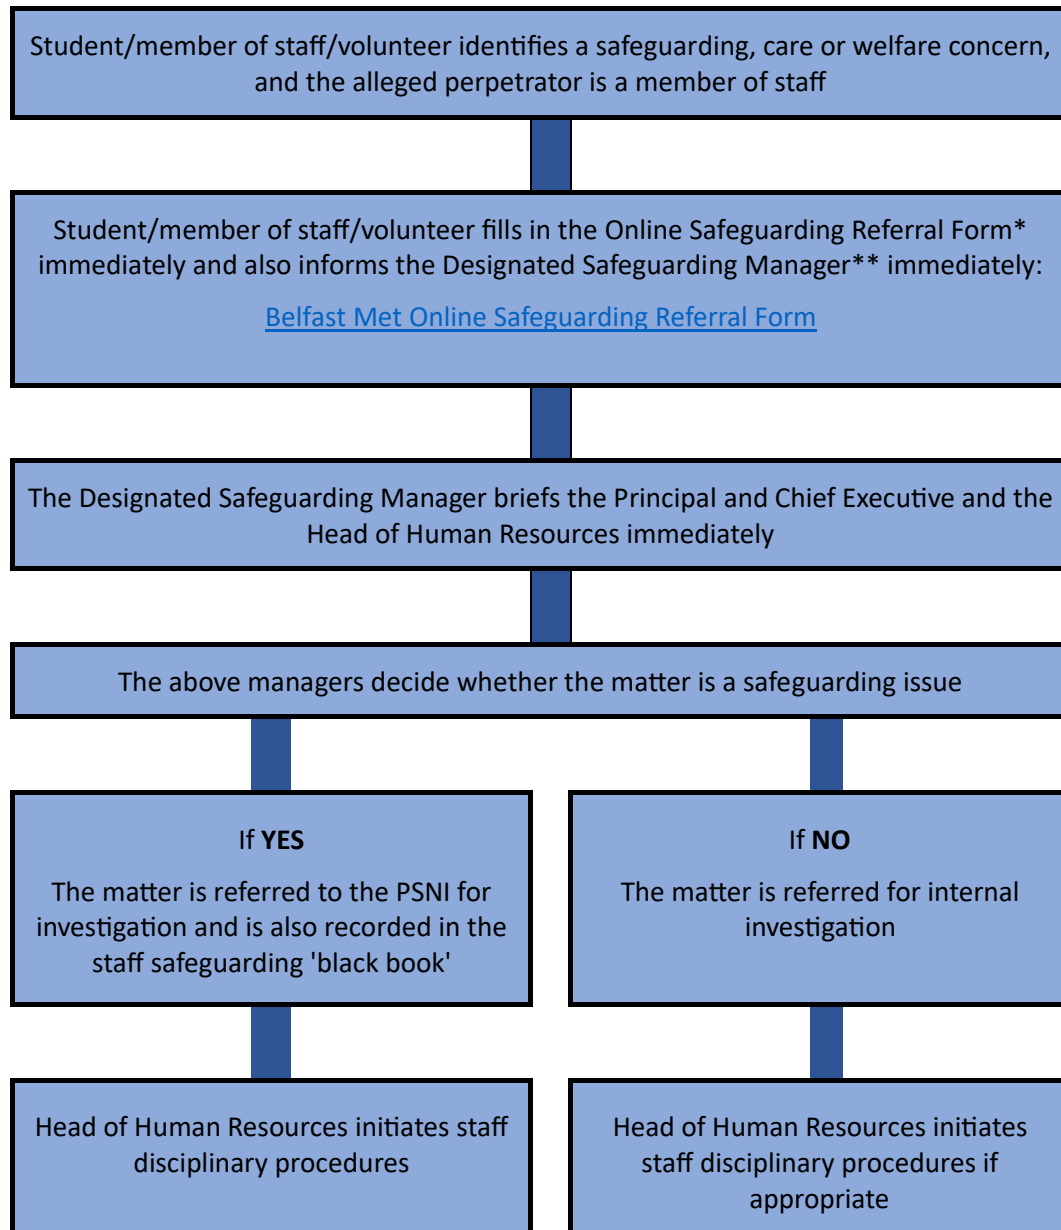 Student/member of staff/volunteer identifies a safeguarding, care or welfare concern,
and the alleged perpetrator is a member of staff
Student/member of staff/volunteer fills in the Online Safeguarding Referral Form*
immediately and also informs the Designated Safeguarding Manager** immediately:
Belfast Met Online Safeguarding Referral Form
The Designated Safeguarding Manager briefs the Principal and Chief Executive and the
Head of Human Resources immediately
The above managers decide whether the matter is a safeguarding issue
If YES
The matter is referred to the PSNI for
investigation and is also recorded in the
staff safeguarding 'black book'
If NO
The matter is referred for internal
investigation
Head of Human Resources initiates staff
disciplinary procedures
Head of Human Resources initiates
staff disciplinary procedures if
appropriate